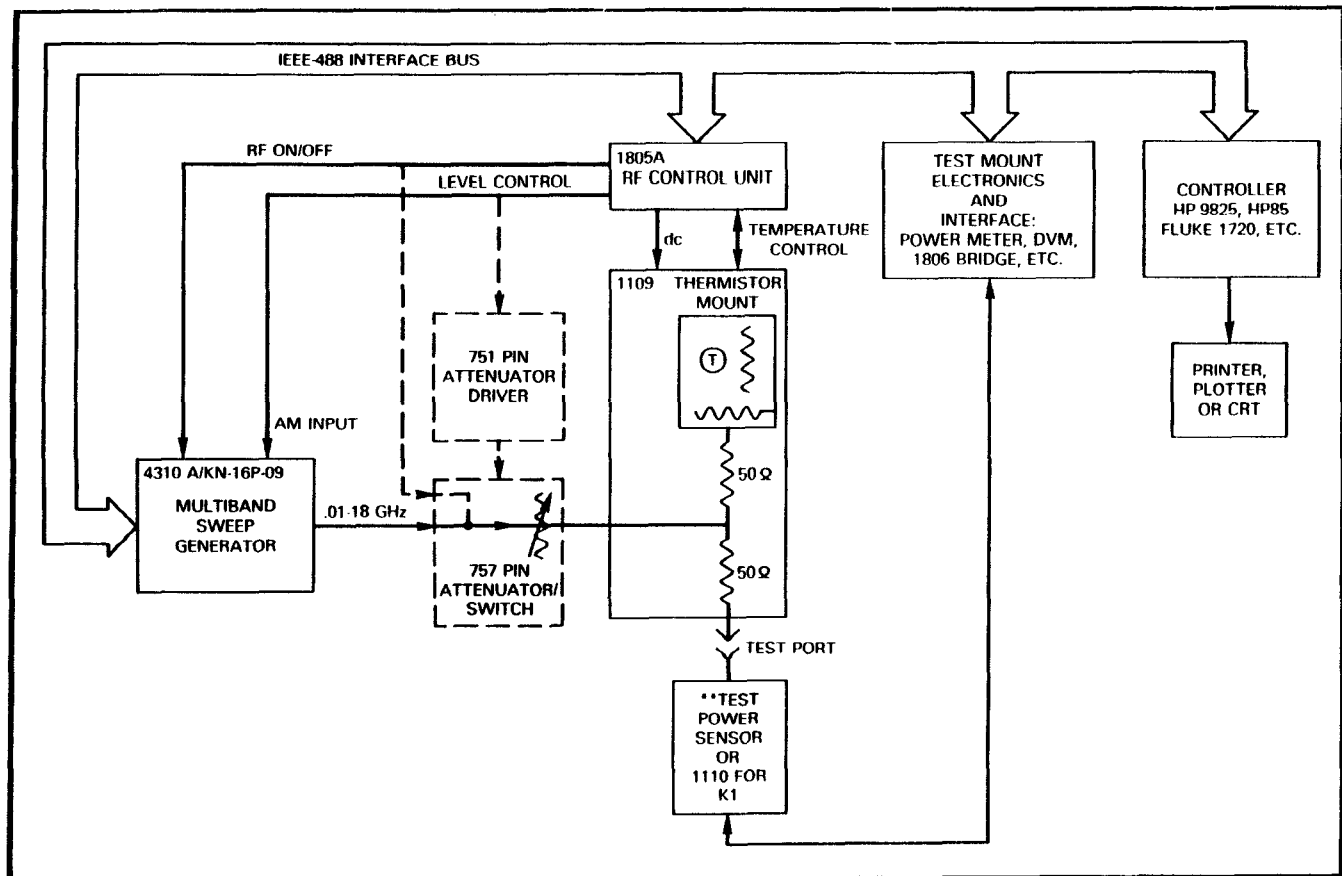 IEEE-488 INTERFACE BUS
RF ON/OFF
LEVEL CONTROL
1805A
RF CONTROL UNIT
dc
TEMPERATURE
CONTROL
TEST MOUNT
ELECTRONICS
AND
INTERFACE:
POWER METER, DVM,
1806 BRIDGE, ETC.
CONTROLLER
HP 9825, HP85
FLUKE 1720, ETC.
PRINTER,
PLOTTER
OR CRT
1109 THERMISTOR
MOUNT
T
50 Ω
50 Ω
751 PIN
ATTENUATOR
DRIVER
AM INPUT
4310 A/KN-16P-09
MULTIBAND
SWEEP
GENERATOR
.01-18 GHz
757 PIN
ATTENUATOR/
SWITCH
TEST PORT
**TEST
POWER
SENSOR
OR
1110 FOR
K1